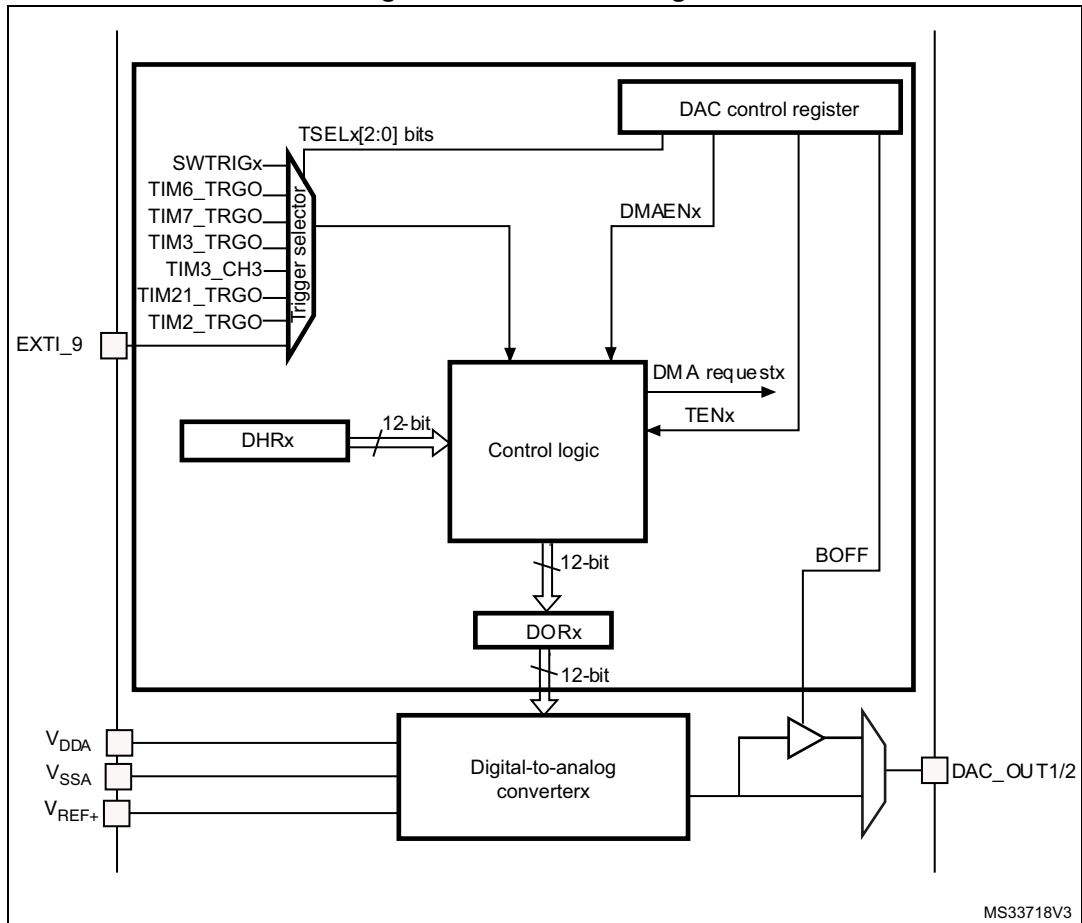 DAC control register
TSELx[2:0] bits
SWTRIGx
TIM6_TRGO
TIM7_TRGO
TIM3_TRGO
TIM3_CH3
TIM21_TRGO
TIM2_TRGO
Trigger selector
DMAENx
EXTI_9
DMA requestx
TENx
DHRx
12-bit
Control logic
12-bit
BOFF
DORx
12-bit
VDDA
VSSA
VREF+
Digital-to-analog
converterx
DAC_OUT1/2
MS33718V3